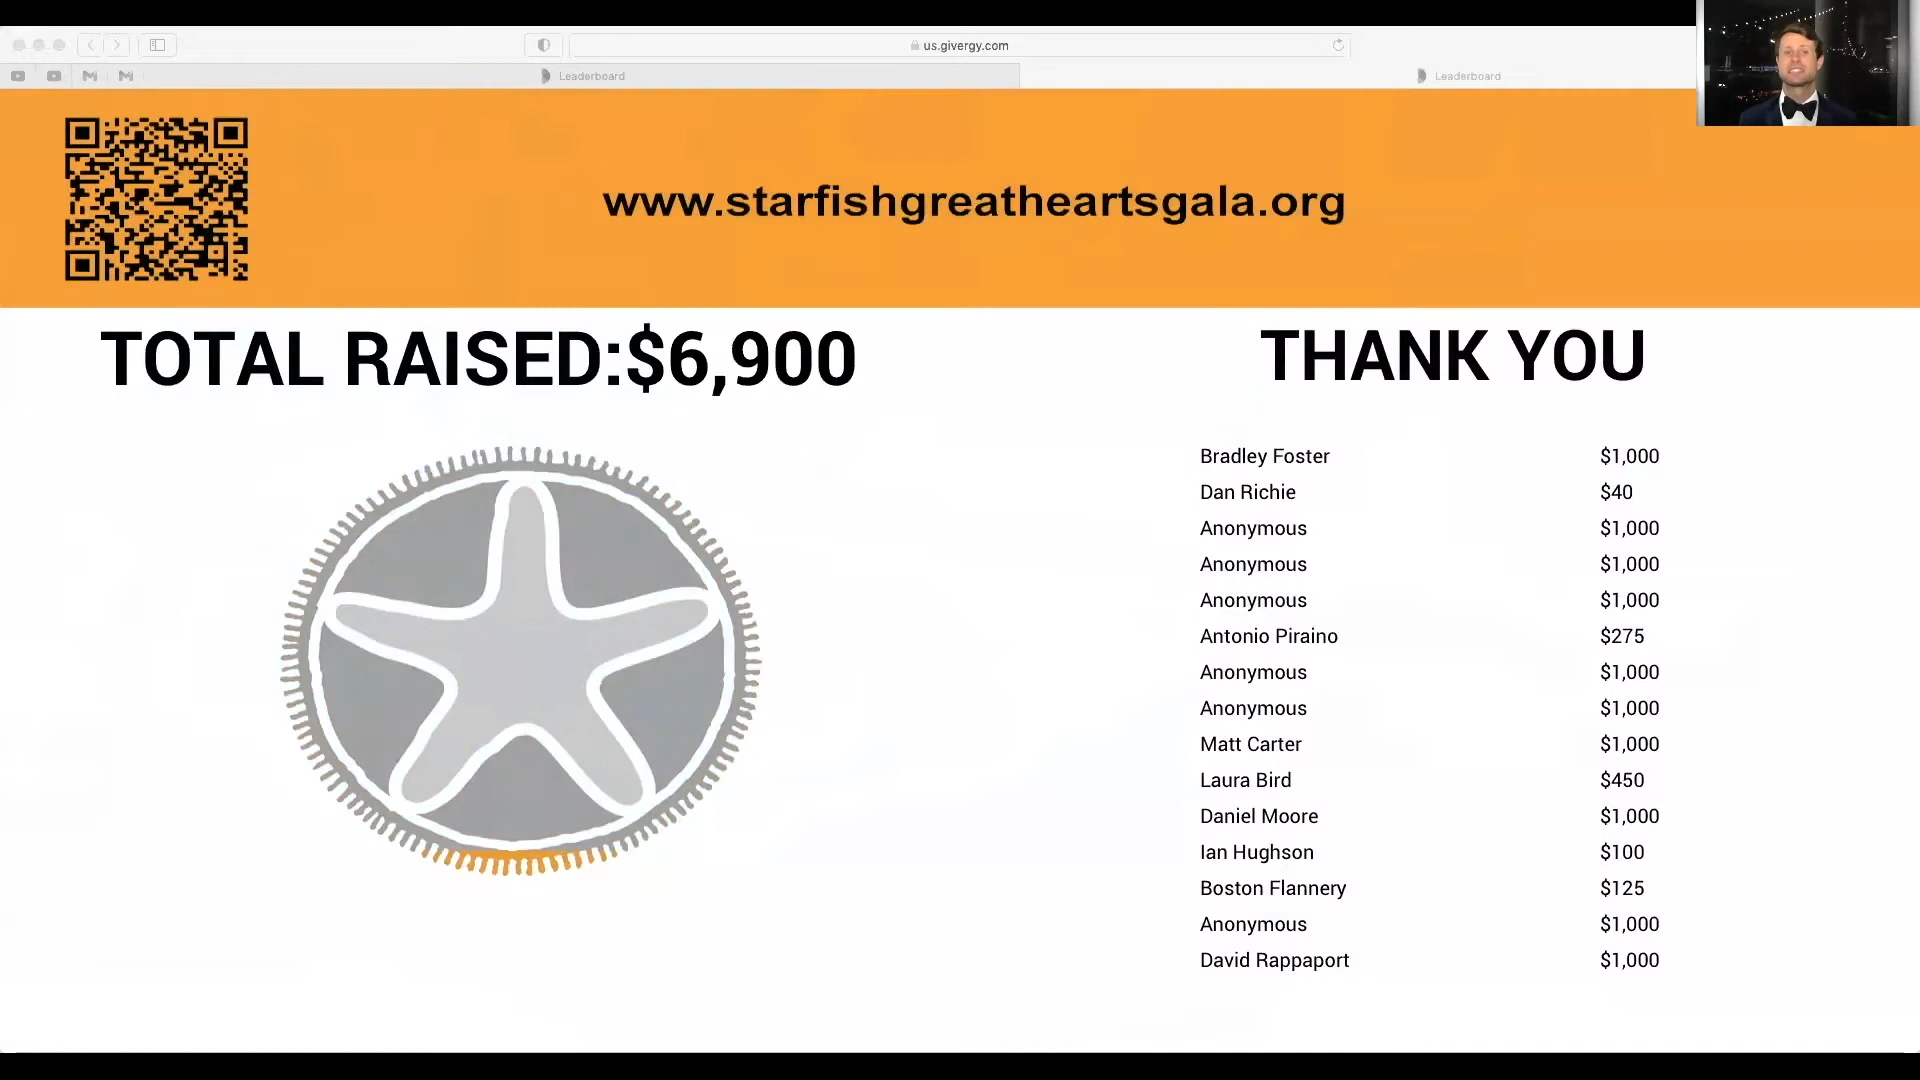 us.givergy.com
Leaderboard
Leaderboard
www.starfishgreatheartsgala.org
TOTAL RAISED:$6,900
THANK YOU
Bradley Foster $1,000
Dan Richie $40
Anonymous $1,000
Anonymous $1,000
Anonymous $1,000
Antonio Piraino $275
Anonymous $1,000
Anonymous $1,000
Matt Carter $1,000
Laura Bird $450
Daniel Moore $1,000
Ian Hughson $100
Boston Flannery $125
Anonymous $1,000
David Rappaport $1,000